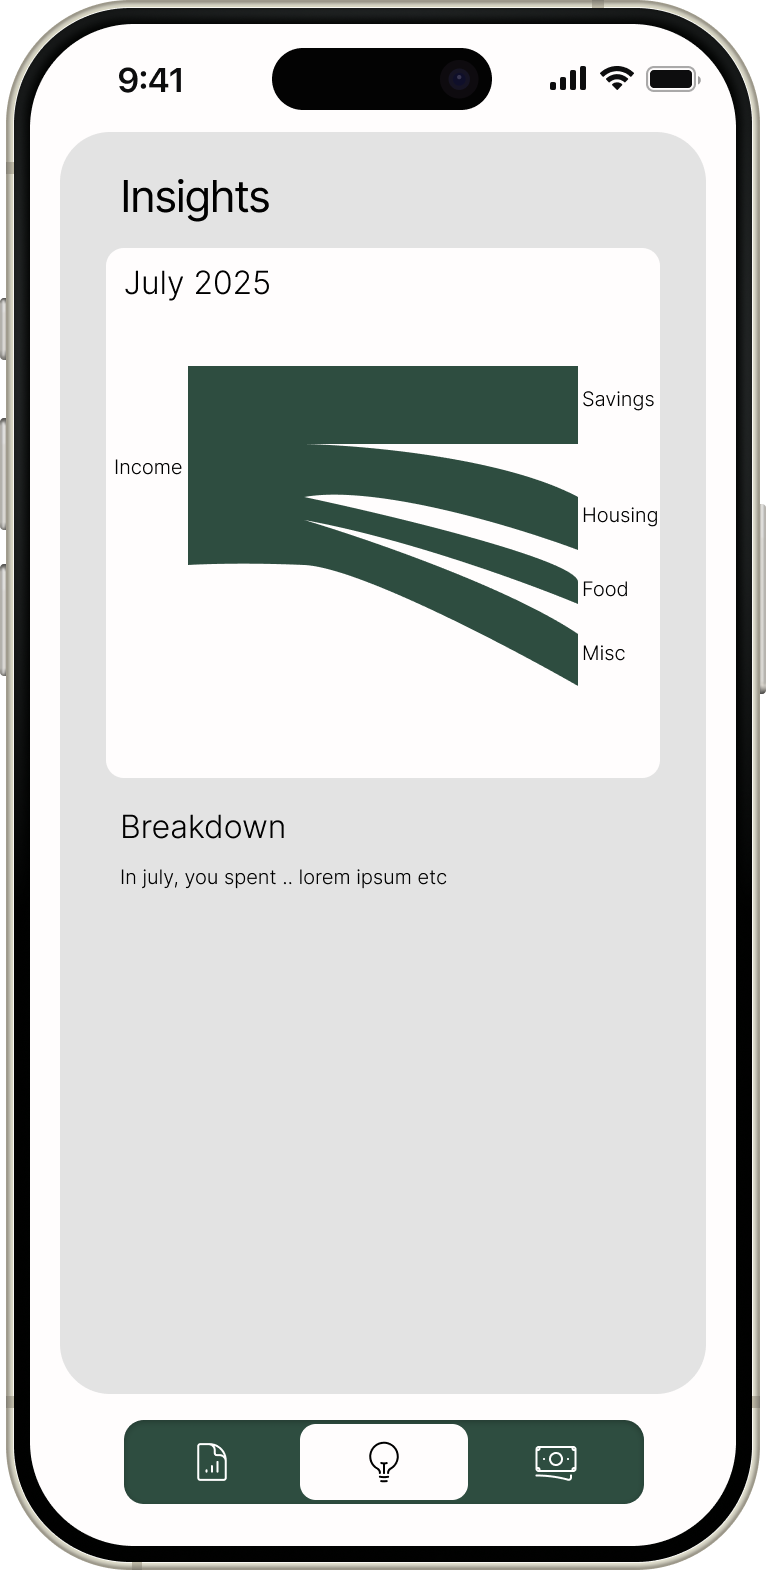 9:41
Insights
July 2025
Savings
Income
Housing
Food
Misc
Breakdown
In july, you spent .. lorem ipsum etc